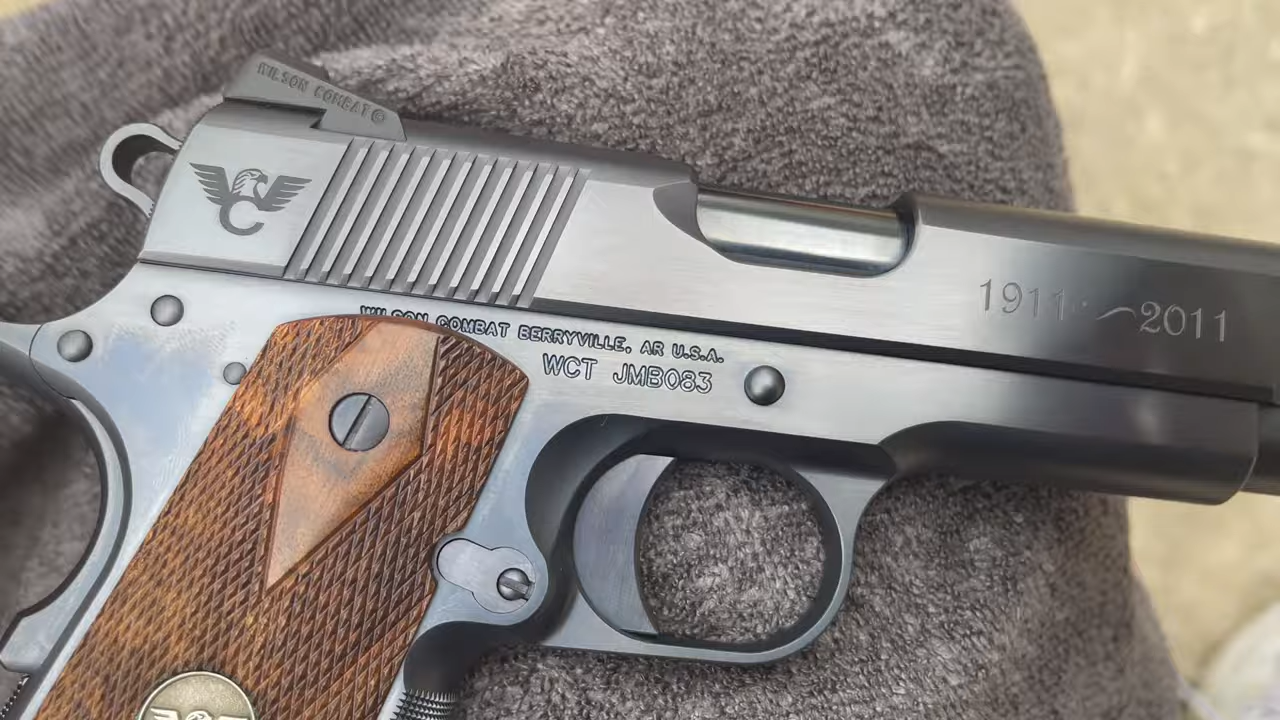 WILSON COMBAT©
WILSON COMBAT BERRYVILLE, AR U.S.A.
WCT JMB083
1911 ~ 2011